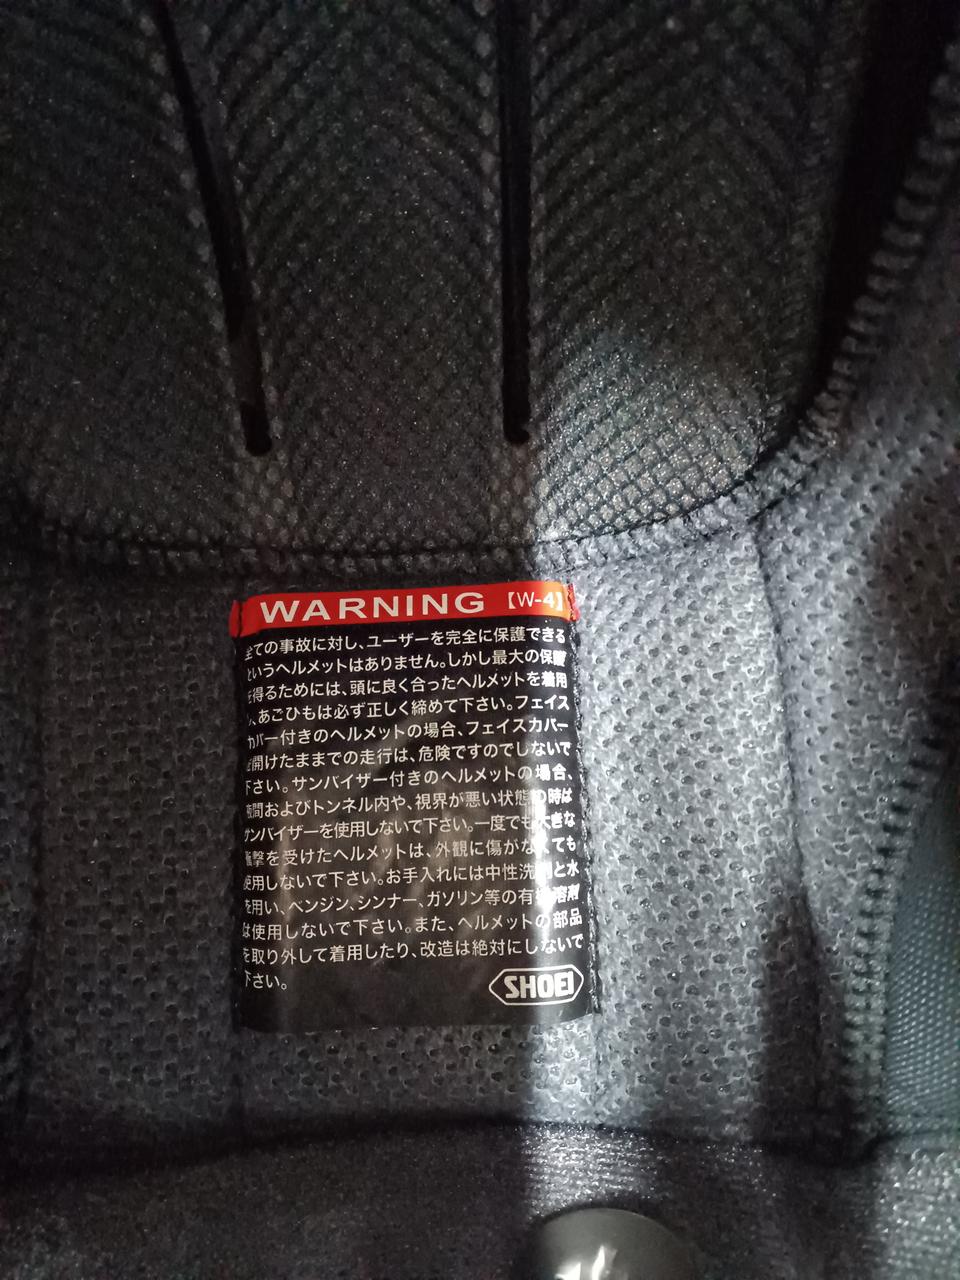 WARNING 【W-4】
全ての事故に対し、ユーザーを完全に保護できる
というヘルメットはありません。しかし最大の保護
を得るためには、頭に良く合ったヘルメットを着用
し、あごひもは必ず正しく締めて下さい。フェイス
カバー付きのヘルメットの場合、フェイスカバー
を開けたままでの走行は、危険ですのでしないで
下さい。サンバイザー付きのヘルメットの場合、
夜間およびトンネル内や、視界が悪い状態の時は
サンバイザーを使用しないで下さい。一度でも大きな
衝撃を受けたヘルメットは、外観に傷がなくても
使用しないで下さい。お手入れには中性洗剤と水
を用い、ベンジン、シンナー、ガソリン等の有機溶剤
は使用しないで下さい。また、ヘルメットの部品
を取り外して着用したり、改造は絶対にしないで
下さい。
SHOEI